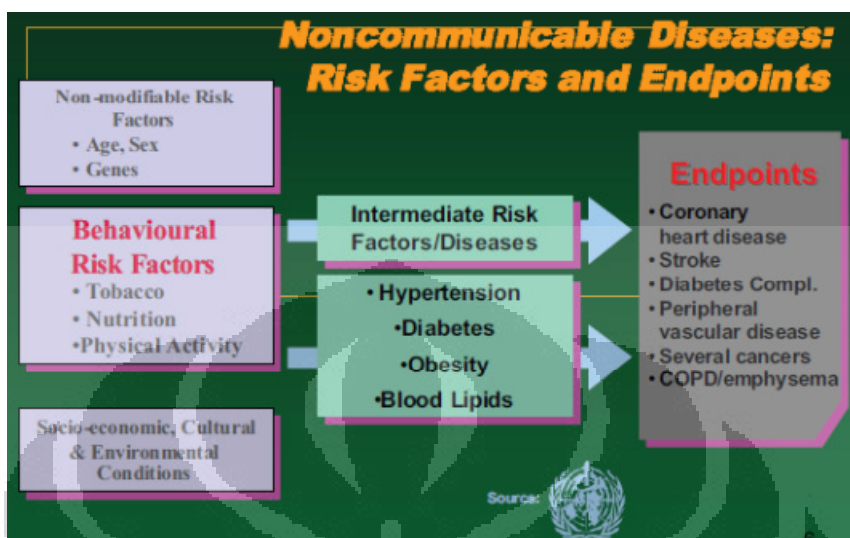 Noncommunicable Diseases:
Risk Factors and Endpoints
Non-modifiable Risk
Factors
• Age, Sex
• Genes
Behavioural
Risk Factors
• Tobacco
• Nutrition
•Physical Activity
Socio-economic, Cultural
& Environmental
Conditions
Intermediate Risk
Factors/Diseases
• Hypertension
•Diabetes
•Obesity
•Blood Lipids
Endpoints
• Coronary
heart disease
• Stroke
• Diabetes Compl.
• Peripheral
vascular disease
• Several cancers
• COPD/emphysema
Source: